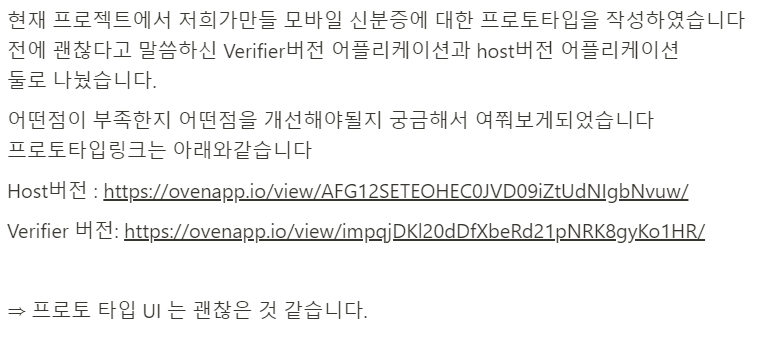 현재 프로젝트에서 저희가만들 모바일 신분증에 대한 프로토타입을 작성하였습니다
전에 괜찮다고 말씀하신 Verifier버전 어플리케이션과 host버전 어플리케이션
둘로 나눴습니다.
어떤점이 부족한지 어떤점을 개선해야될지 궁금해서 여쭤보게되었습니다
프로토타입링크는 아래와같습니다
Host버전 : https://ovenapp.io/view/AFG12SETEOHEC0JVD09iZtUdNIgbNvuw/
Verifier 버전: https://ovenapp.io/view/impqjDKl20dDfXbeRd21pNRK8gyKo1HR/
⇒ 프로토 타입 UI 는 괜찮은 것 같습니다.